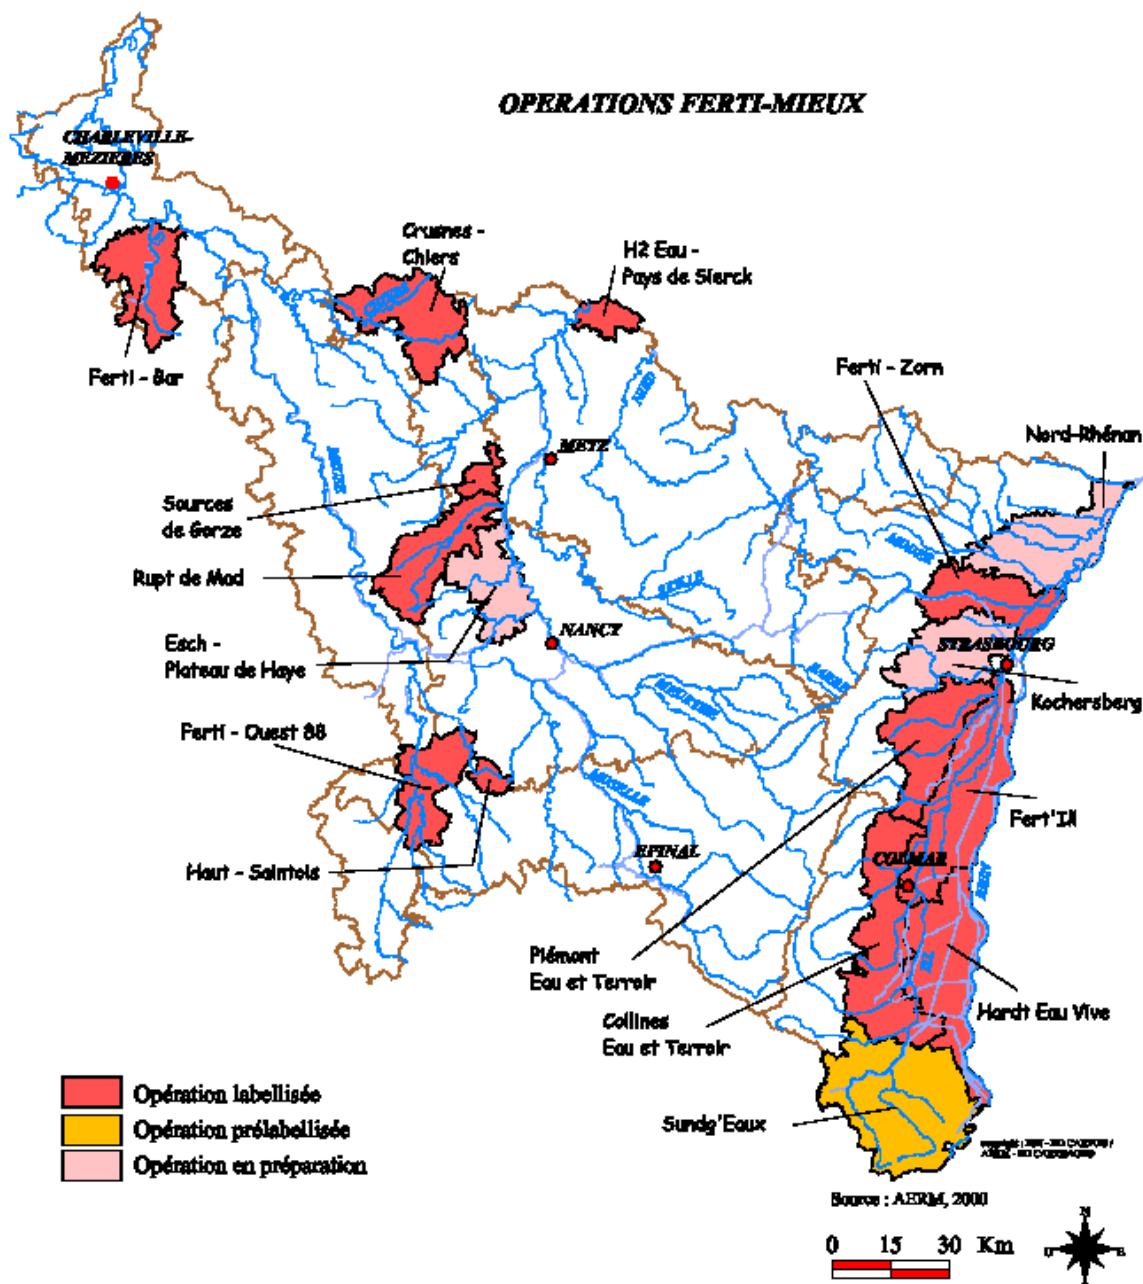 OPERATIONS FERTI-MIEUX
CHARLEVILLE-
MEZIERES
Crusnes -
Chiers
H2 Eau -
Pays de Sierck
Ferti - Bar
Ferti - Zorn
Nord-Rhénan
METZ
Sources
de Gorze
Rupt de Mad
Esch -
Plateau de Haye
NANCY
STRASBOURG
Kochersberg
Ferti - Ouest 88
MEURTHE
MOSELLE
Fert'Ill
Haut - Saintois
EPINAL
COLMAR
Piémont
Eau et Terroir
Collines
Eau et Terroir
Hardt Eau Vive
ILL
Sundg'Eaux
Opération labellisée
Opération prélabellisée
Opération en préparation
Source : AERM, 2000
0 15 30 Km
N
O E
S